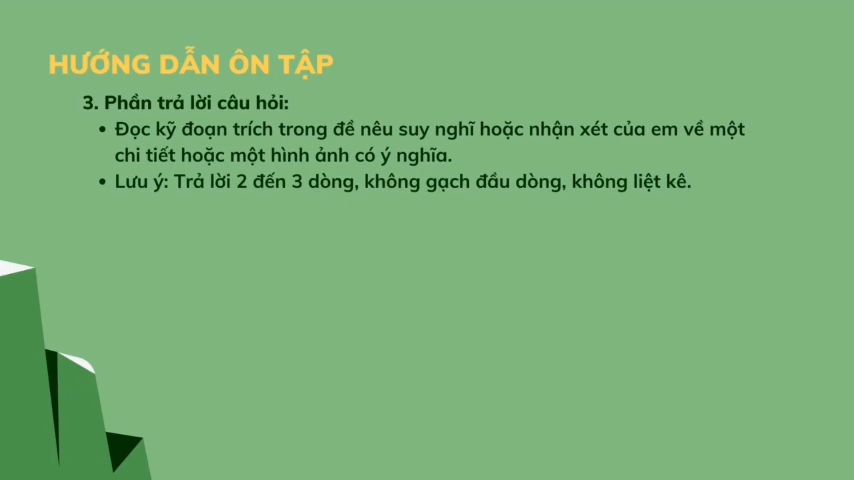 HƯỚNG DẪN ÔN TẬP
3. Phần trả lời câu hỏi:
• Đọc kỹ đoạn trích trong đề nêu suy nghĩ hoặc nhận xét của em về một
chi tiết hoặc một hình ảnh có ý nghĩa.
• Lưu ý: Trả lời 2 đến 3 dòng, không gạch đầu dòng, không liệt kê.